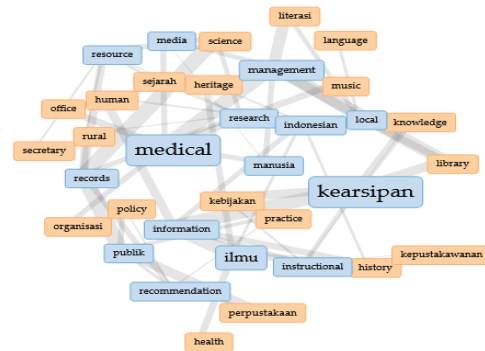 literasi
media
science
language
resource
management
sejarah
heritage
music
human
office
research
indonesian
local
knowledge
rural
secretary
medical
manusia
library
records
kearsipan
kebijakan
policy
practice
organisasi
information
publik
ilmu
instructional
history
kepustakawanan
recommendation
perpustakaan
health